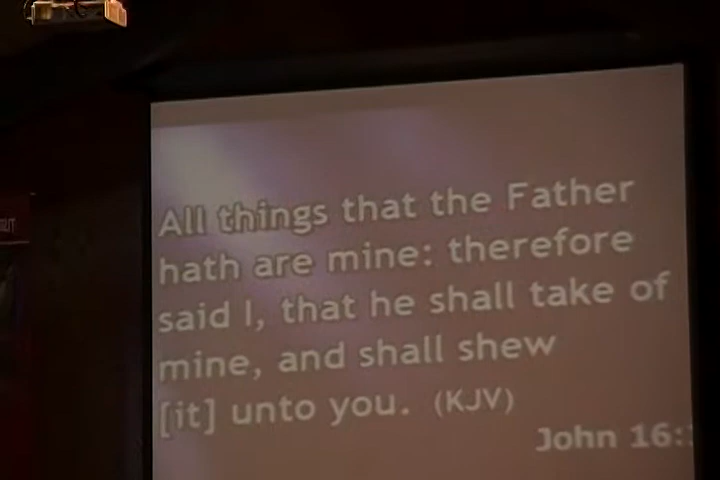 All things that the Father
hath are mine: therefore
said I, that he shall take of
mine, and shall shew
[it] unto you. (KJV)
John 16: